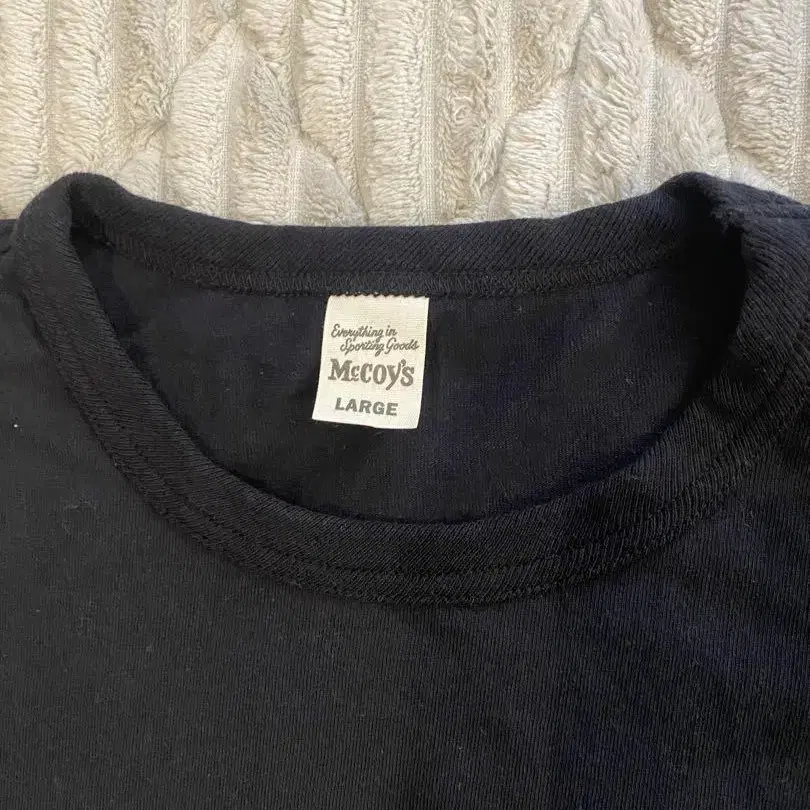 Everything in
Sporting Goods
McCOY'S
LARGE